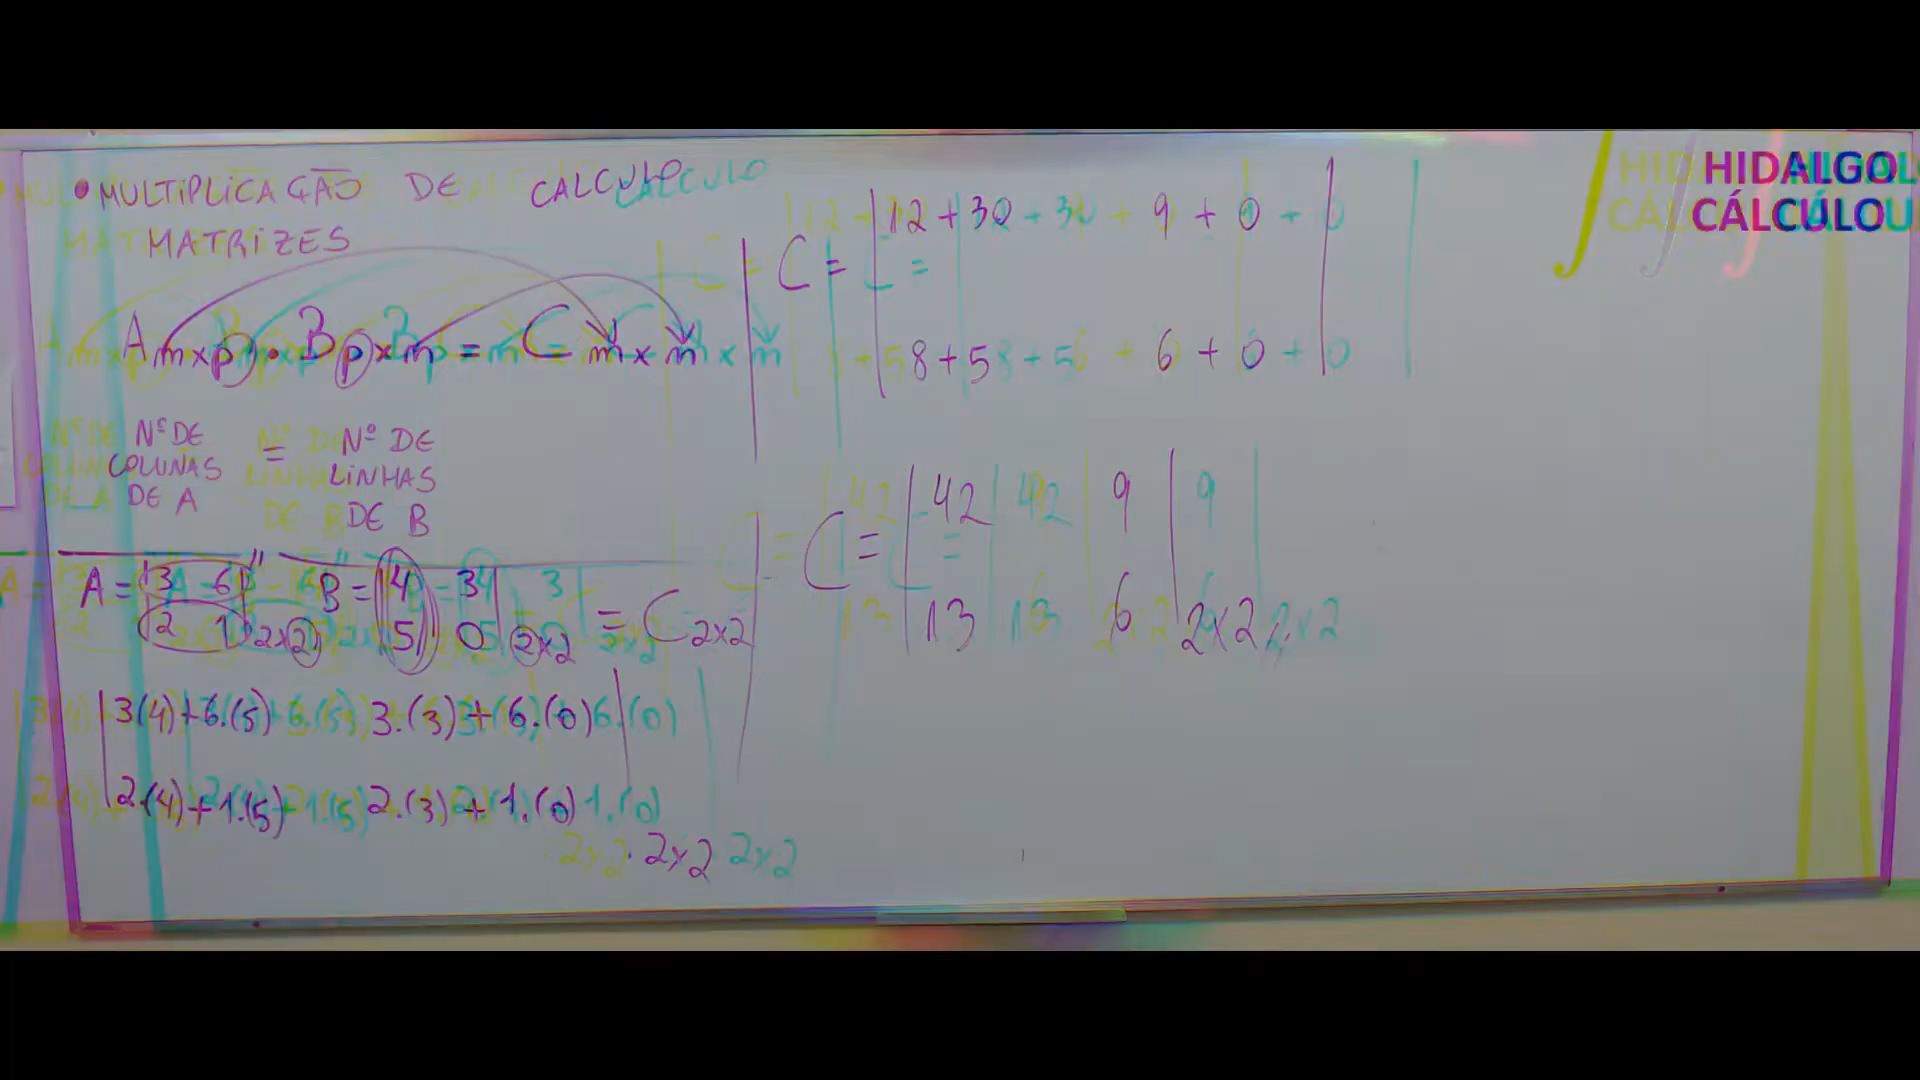 • MULTIPLICAÇÃO DE CALCULO
MATRIZES
A m×p · B p×m = C m×m
Nº DE = Nº DE
COLUNAS LINHAS
DE A DE B
A = |3 6| B = |4 3|
|2 1| 2×2 |5 0| 2×2 = C 2×2
|3(4)+6.(5) 3.(3)+(6.(0)|
|2.(4)+1.(5) 2.(3)+1.(0)
2×2
|12+30 9+0|
C =
|8+5 6+0|
|42 9|
C =
|13 6| 2×2
HIDALGO
CÁLCULO